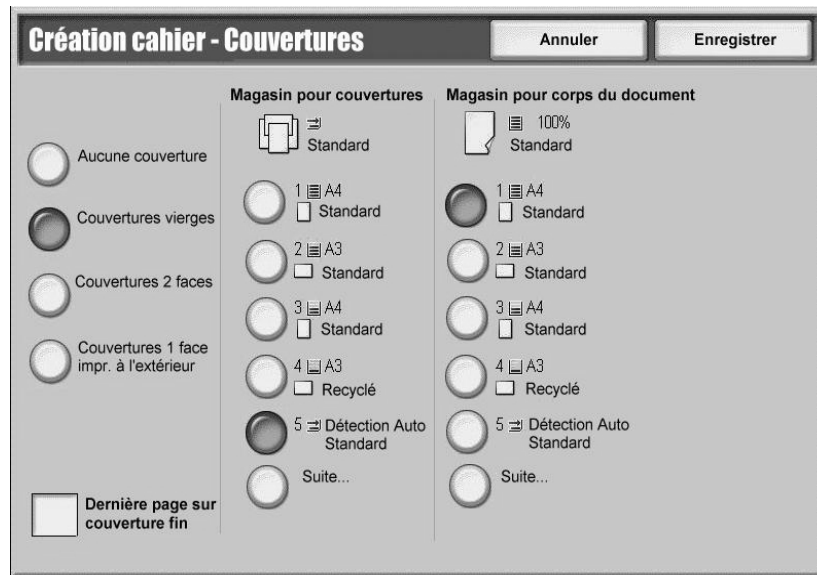 Création cahier - Couvertures
Annuler
Enregistrer
Aucune couverture
Couvertures vierges
Couvertures 2 faces
Couvertures 1 face
impr. à l'extérieur
Dernière page sur
couverture fin
Magasin pour couvertures
Standard
1 A4
Standard
2 A3
Standard
3 A4
Standard
4 A3
Recyclé
5 Détection Auto
Standard
Suite...
Magasin pour corps du document
100%
Standard
1 A4
Standard
2 A3
Standard
3 A4
Standard
4 A3
Recyclé
5 Détection Auto
Standard
Suite...